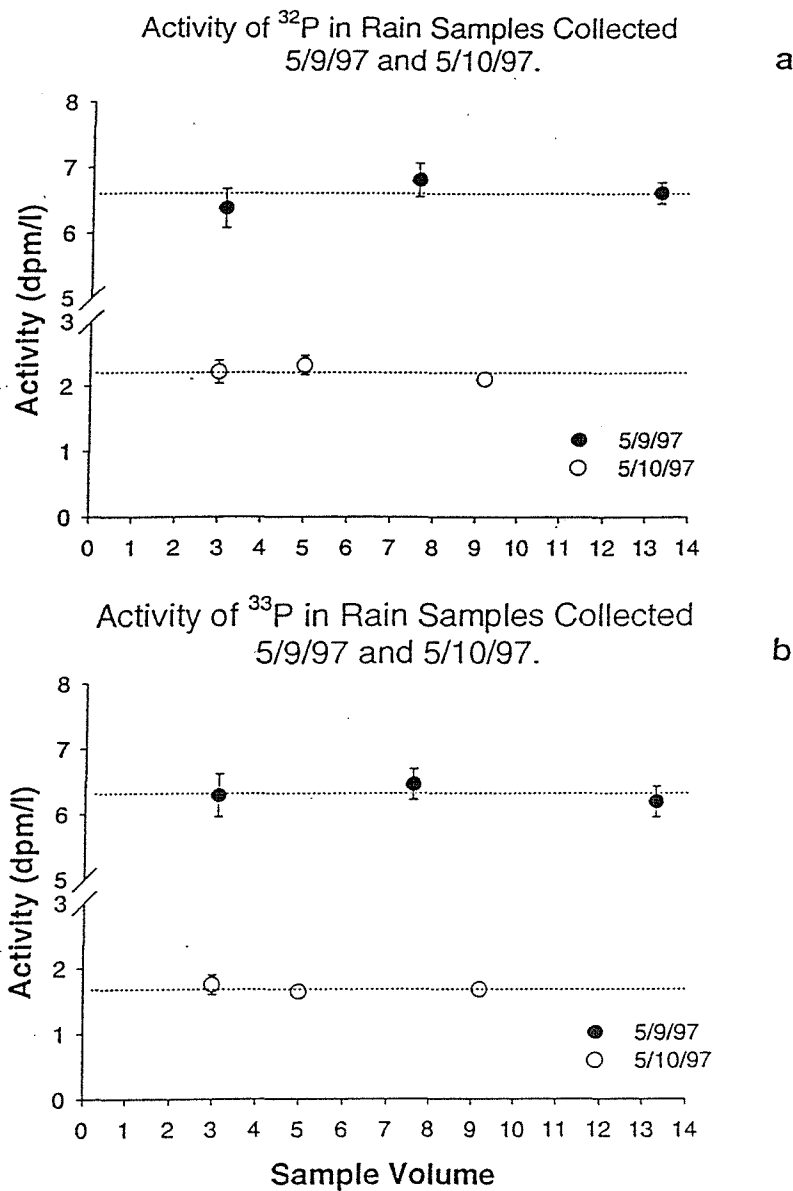 Activity of ³²P in Rain Samples Collected
5/9/97 and 5/10/97.
a
8
7
6
5
3
2
1
0
Activity (dpm/l)
5/9/97
5/10/97
0 1 2 3 4 5 6 7 8 9 10 11 12 13 14
Activity of ³³P in Rain Samples Collected
5/9/97 and 5/10/97.
b
8
7
6
5
3
2
1
0
Activity (dpm/l)
5/9/97
5/10/97
0 1 2 3 4 5 6 7 8 9 10 11 12 13 14
Sample Volume